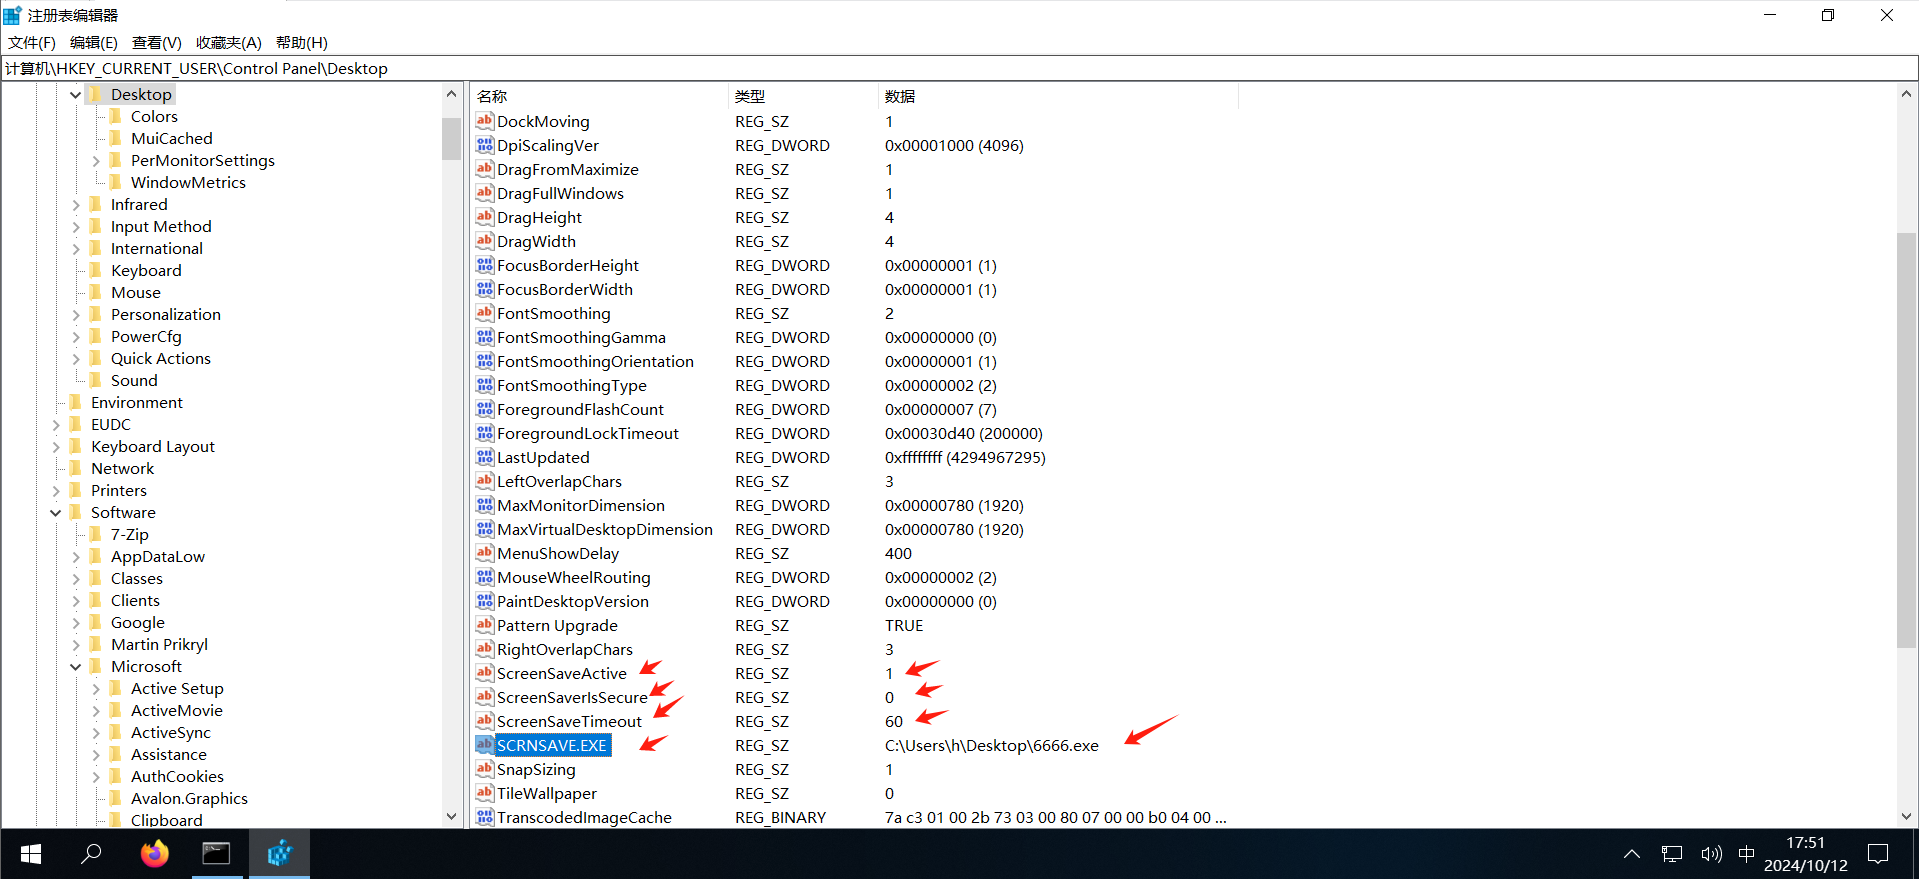 注册表编辑器
文件(F) 编辑(E) 查看(V) 收藏夹(A) 帮助(H)
计算机\HKEY_CURRENT_USER\Control Panel\Desktop
Desktop
Colors
MuiCached
PerMonitorSettings
WindowMetrics
Infrared
Input Method
International
Keyboard
Mouse
Personalization
PowerCfg
Quick Actions
Sound
Environment
EUDC
Keyboard Layout
Network
Printers
Software
7-Zip
AppDataLow
Classes
Clients
Google
Martin Prikryl
Microsoft
Active Setup
ActiveMovie
ActiveSync
Assistance
AuthCookies
Avalon.Graphics
Clipboard
名称 类型 数据
DockMoving REG_SZ 1
DpiScalingVer REG_DWORD 0x00001000 (4096)
DragFromMaximize REG_SZ 1
DragFullWindows REG_SZ 1
DragHeight REG_SZ 4
DragWidth REG_SZ 4
FocusBorderHeight REG_DWORD 0x00000001 (1)
FocusBorderWidth REG_DWORD 0x00000001 (1)
FontSmoothing REG_SZ 2
FontSmoothingGamma REG_DWORD 0x00000000 (0)
FontSmoothingOrientation REG_DWORD 0x00000001 (1)
FontSmoothingType REG_DWORD 0x00000002 (2)
ForegroundFlashCount REG_DWORD 0x00000007 (7)
ForegroundLockTimeout REG_DWORD 0x00030d40 (200000)
LastUpdated REG_DWORD 0xffffffff (4294967295)
LeftOverlapChars REG_SZ 3
MaxMonitorDimension REG_DWORD 0x00000780 (1920)
MaxVirtualDesktopDimension REG_DWORD 0x00000780 (1920)
MenuShowDelay REG_SZ 400
MouseWheelRouting REG_DWORD 0x00000002 (2)
PaintDesktopVersion REG_DWORD 0x00000000 (0)
Pattern Upgrade REG_SZ TRUE
RightOverlapChars REG_SZ 3
ScreenSaveActive REG_SZ 1
ScreenSaverIsSecure REG_SZ 0
ScreenSaveTimeout REG_SZ 60
SCRNSAVE.EXE REG_SZ C:\Users\h\Desktop\6666.exe
SnapSizing REG_SZ 1
TileWallpaper REG_SZ 0
TranscodedImageCache REG_BINARY 7a c3 01 00 2b 73 03 00 80 07 00 00 b0 04 00 ...
中
17:51
2024/10/12